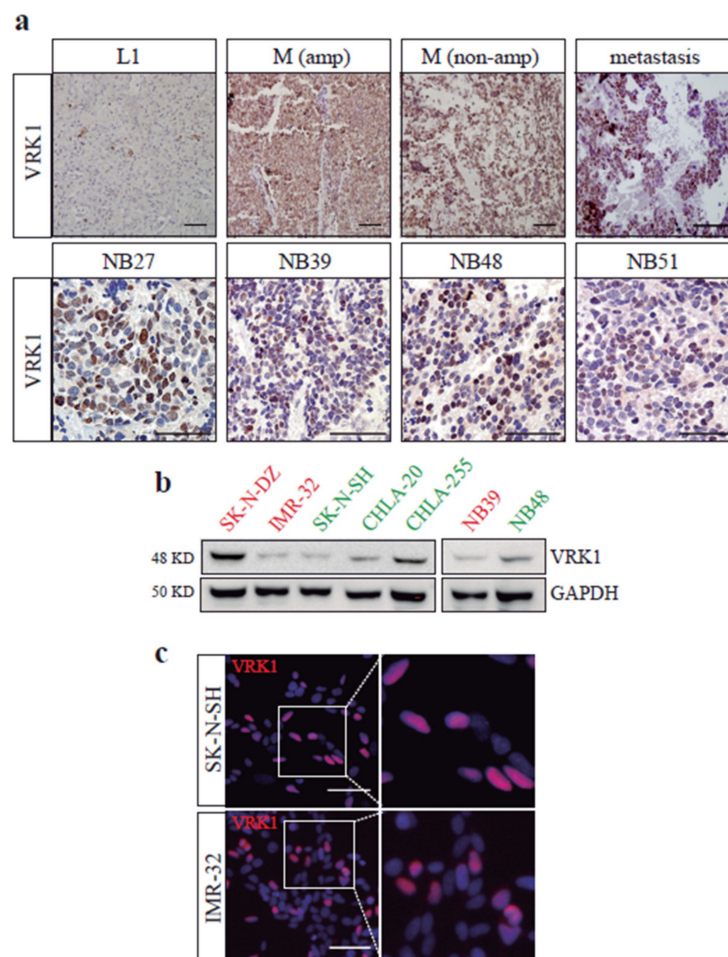 a
L1 M (amp) M (non-amp) metastasis
VRK1
NB27 NB39 NB48 NB51
VRK1
b
SK-N-DZ IMR-32 SK-N-SH CHLA-20 CHLA-255 NB39 NB48
48 KD VRK1
50 KD GAPDH
c
SK-N-SH
VRK1
IMR-32
VRK1